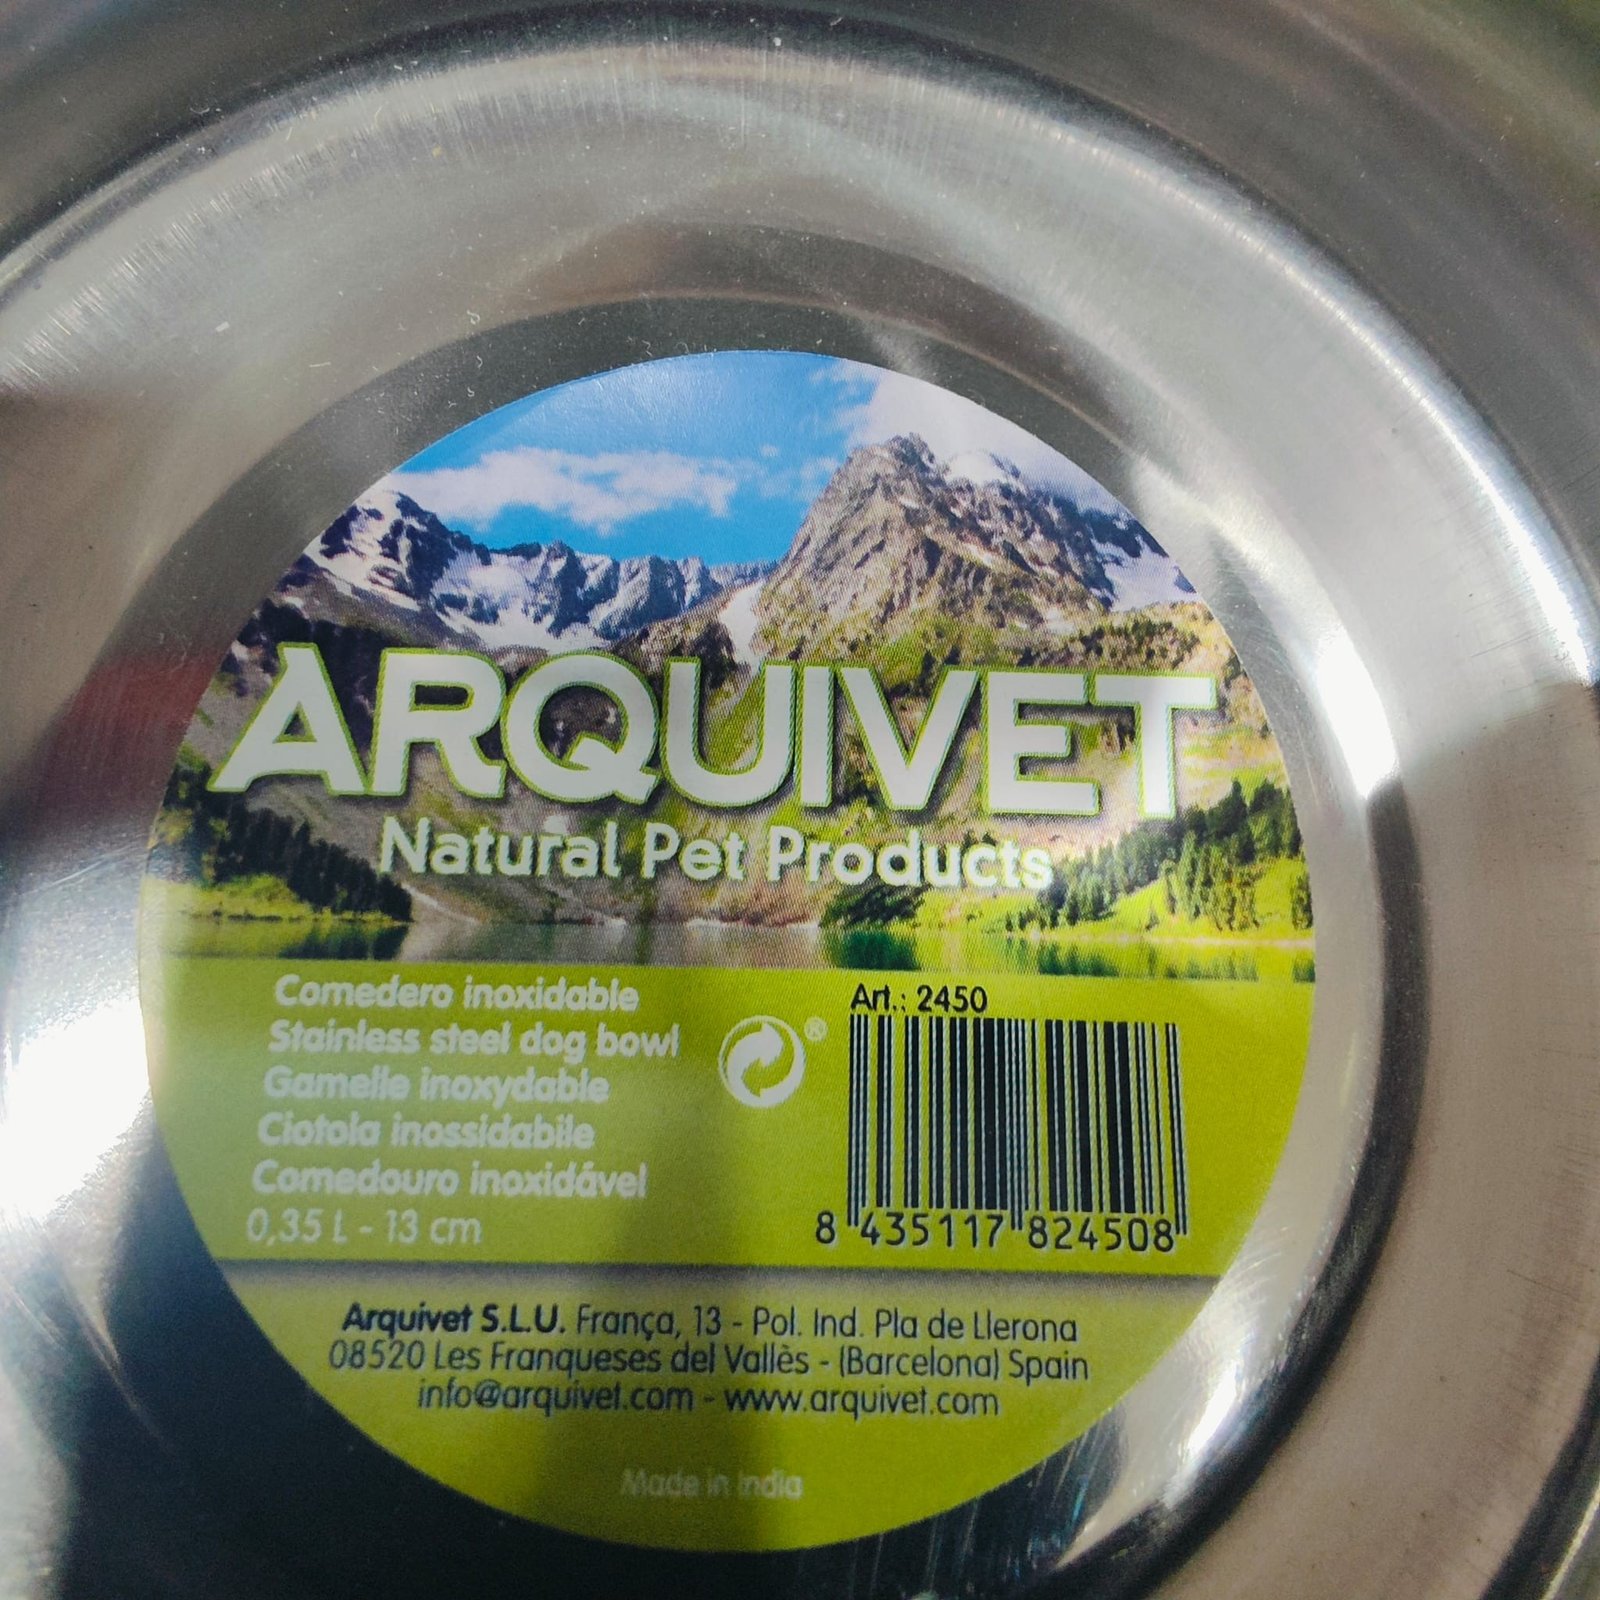 ARQUIVET
Natural Pet Products
Comedero inoxidable
Stainless steel dog bowl
Gamelle inoxydable
Ciotola inossidabile
Comedouro inoxidável
0,35 L - 13 cm
®
Art.: 2450
8 435117 824508
Arquivet S.L.U. França, 13 - Pol. Ind. Pla de Llerona
08520 Les Franqueses del Vallès - (Barcelona) Spain
info@arquivet.com - www.arquivet.com
Made in India